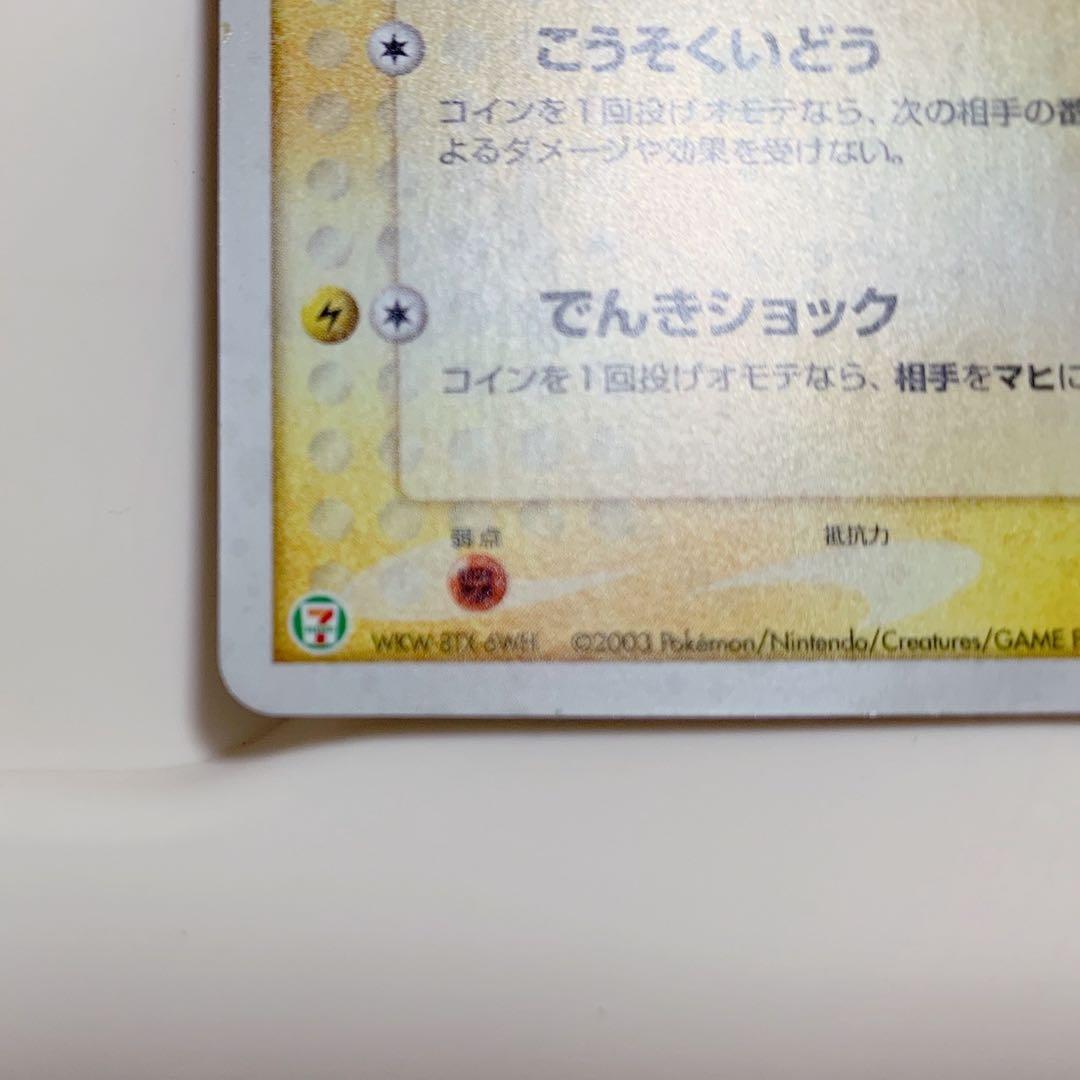 こうそくいどう
コインを1回投げオモテなら、次の相手の番
よるダメージや効果を受けない。
でんきショック
コインを1回投げオモテなら、相手をマヒに
弱点 抵抗力
7
WKW-8TX-6WH ©2003 Pokémon/Nintendo/Creatures/GAME F